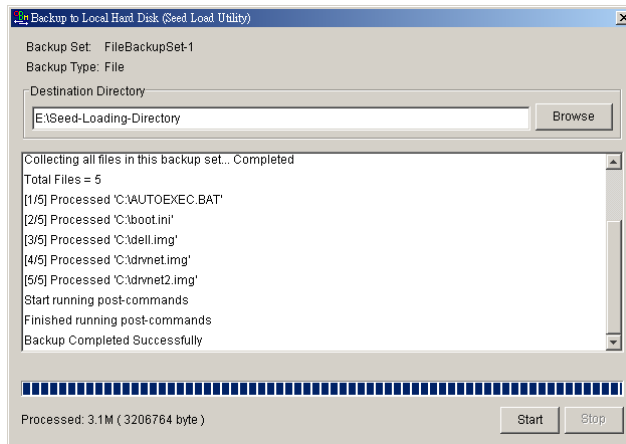 Backup to Local Hard Disk (Seed Load Utility)
Backup Set: FileBackupSet-1
Backup Type: File
Destination Directory
E:\Seed-Loading-Directory
Browse
Collecting all files in this backup set... Completed
Total Files = 5
[1/5] Processed 'C:\AUTOEXEC.BAT'
[2/5] Processed 'C:\boot.ini'
[3/5] Processed 'C:\dell.img'
[4/5] Processed 'C:\drvnet.img'
[5/5] Processed 'C:\drvnet2.img'
Start running post-commands
Finished running post-commands
Backup Completed Successfully
Processed: 3.1M ( 3206764 byte )
Start
Stop